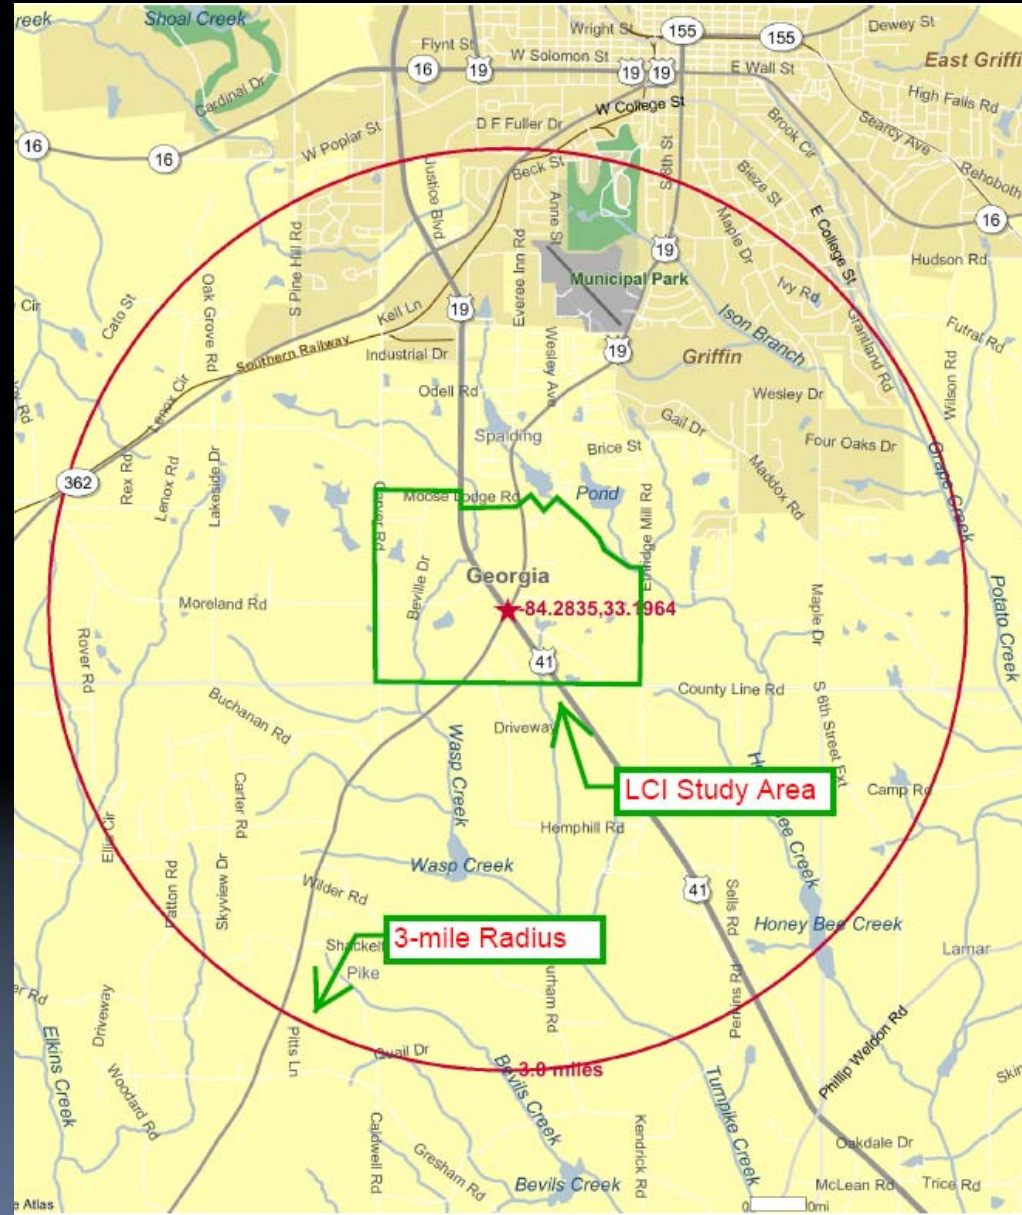 reek
Shoal Creek
Wright St
155
155
Dewey St
Flynt St
16
19
W Solomon St
19
19
E Wall St
East Griffi
Cardinal Dr
W College St
High Falls Rd
16
16
W Poplar St
D F Fuller Dr
Brook Cir
Searcy Ave
Beck St
S 8th St
Rehoboth
Justice Blvd
Anne St
Bieze St
Maple Dr
E College St
16
S Pine Hill Rd
Everee Inn Rd
19
Hudson Rd
Cir
Cato St
Oak Grove Rd
Kell Ln
19
Municipal Park
Ivy Rd
Grantland Rd
Futral Rd
Southern Railway
Industrial Dr
Wesley Ave
19
Ison Branch
Griffin
Wilson Rd
Lenox Cir
Odell Rd
Wesley Dr
Gail Dr
Spalding
Brice St
Four Oaks Dr
362
Rex Rd
Lenox Rd
Lakeside Dr
Moose Lodge Rd
Pond
Maddox Rd
Grape Creek
Beville Dr
Georgia
Moreland Rd
-84.2835,33.1964
Maple Dr
Potato Creek
Rover Rd
41
County Line Rd
Buchanan Rd
Driveway
S 6th Street Ext
Wasp Creek
LCI Study Area
Camp Rd
Carter Rd
Ellis Cir
Hemphill Rd
Wasp Creek
Patton Rd
Skyview Dr
Wilder Rd
41
Sells Rd
Honey Bee Creek
3-mile Radius
Pike
Lamar
Driveway
Perkins Rd
Elkins Creek
Pitts Ln
Quail Dr
3.0 miles
Bevils Creek
Phillip Weldon Rd
Woodard Rd
Turnpike Creek
Caldwell Rd
Gresham Rd
Kendrick Rd
Oakdale Dr
Bevils Creek
McLean Rd
Trice Rd
e Atlas
0
0mi